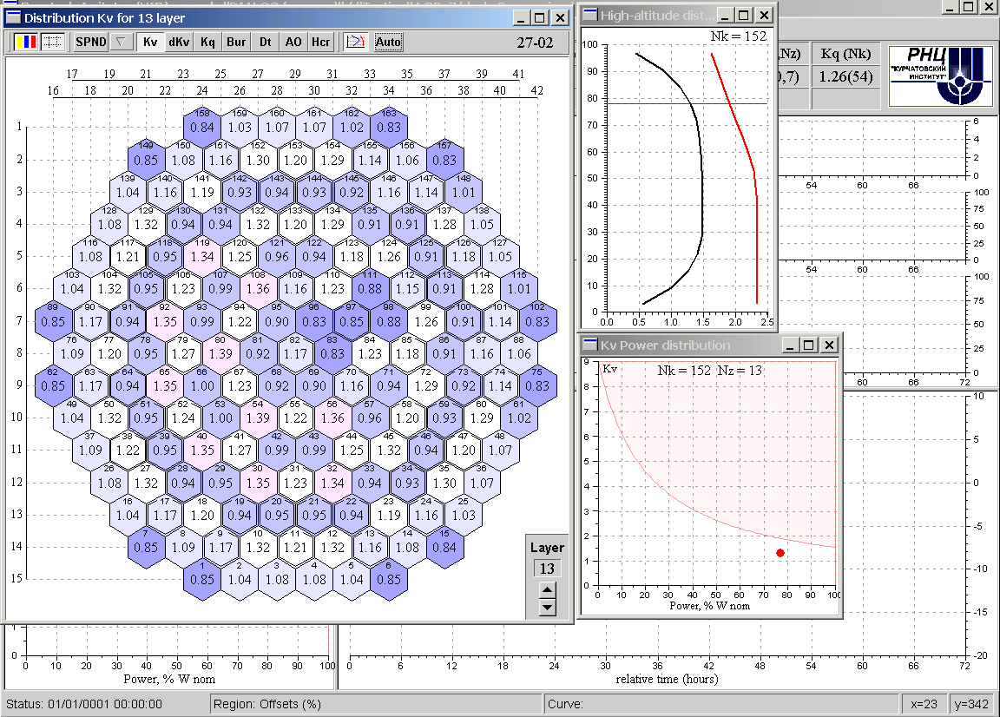 Distribution Kv for 13 layer
SPND Kv dKv Kq Bur Dt AO Hcr Auto 27-02
17 19 21 23 25 27 29 31 33 35 37 39 41
16 18 20 22 24 26 28 30 32 34 36 38 40 42
158 159 160 161 162 163
1 0.84 1.03 1.07 1.07 1.02 0.83
149 150 151 152 153 154 155 156 157
2 0.85 1.08 1.16 1.30 1.20 1.29 1.14 1.06 0.83
139 140 141 142 143 144 145 146 147 148
3 1.04 1.16 1.19 0.93 0.94 0.93 0.92 1.16 1.14 1.01
128 129 130 131 132 133 134 135 136 137 138
4 1.08 1.32 0.94 0.94 1.32 1.20 1.29 0.91 0.91 1.28 1.05
116 117 118 119 120 121 122 123 124 125 126 127
5 1.08 1.21 0.95 1.34 1.25 0.96 0.94 1.18 1.26 0.91 1.18 1.05
103 104 105 106 107 108 109 110 111 112 113 114 115
6 1.04 1.32 0.95 1.23 0.99 1.36 1.16 1.23 0.88 1.15 0.91 1.28 1.01
89 90 91 92 93 94 95 96 97 98 99 100 101 102
7 0.85 1.17 0.94 1.35 0.99 1.22 0.90 0.83 0.85 0.88 1.26 0.91 1.14 0.83
76 77 78 79 80 81 82 83 84 85 86 87 88
8 1.09 1.20 0.95 1.27 1.39 0.92 1.17 0.83 1.23 1.18 0.91 1.16 1.06
62 63 64 65 66 67 68 69 70 71 72 73 74 75
9 0.85 1.17 0.94 1.35 1.00 1.23 0.92 0.90 1.16 0.94 1.29 0.92 1.14 0.83
49 50 51 52 53 54 55 56 57 58 59 60 61
10 1.04 1.32 0.95 1.24 1.00 1.39 1.22 1.36 0.96 1.20 0.93 1.29 1.02
37 38 39 40 41 42 43 44 45 46 47 48
11 1.09 1.22 0.95 1.35 1.27 0.99 0.99 1.25 1.32 0.94 1.20 1.07
26 27 28 29 30 31 32 33 34 35 36
12 1.08 1.32 0.94 0.95 1.35 1.23 1.34 0.94 0.93 1.30 1.07
16 17 18 19 20 21 22 23 24 25
13 1.04 1.17 1.20 0.94 0.95 0.95 0.94 1.19 1.16 1.03
7 8 9 10 11 12 13 14 15
14 0.85 1.09 1.17 1.32 1.21 1.32 1.16 1.08 0.84
1 2 3 4 5 6
15 0.85 1.04 1.08 1.08 1.04 0.85
Layer
13
High-altitude dist...
Nk = 152
100
90
80
70
60
50
40
30
20
10
0
0.0 0.5 1.0 1.5 2.0 2.5
Nz) Kq (Nk)
,7) 1.26(54)
РНЦ
"КУРЧАТОВСКИЙ
ИНСТИТУТ"
6
4
2
0
54 60 66
100
75
50
25
0
54 60 66
100
75
50
25
0
60 66 72
Kv Power distribution
Kv Nk = 152 Nz = 13
9
8
7
6
5
4
3
2
1
0
0 10 20 30 40 50 60 70 80 90 100
Power, % W nom
10
5
0
-5
-10
-15
-20
1
0
0 10 20 30 40 50 60 70 80 90 100
Power, % W nom
0 6 12 18 24 30 36 42 48 54 60 66 72
relative time (hours)
Status: 01/01/0001 00:00:00 Region: Offsets (%) Curve: x=23 y=342